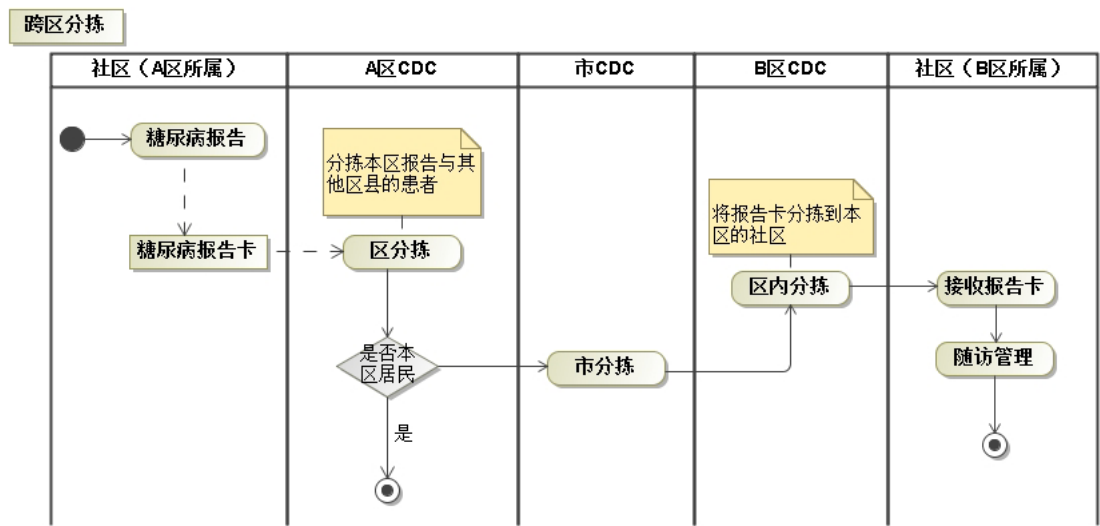 跨区分拣
社区（A区所属）
A区CDC
市CDC
B区CDC
社区（B区所属）
糖尿病报告
分拣本区报告与其
他区县的患者
将报告卡分拣到本
区的社区
糖尿病报告卡
区分拣
区内分拣
接收报告卡
是否本
区居民
市分拣
随访管理
是